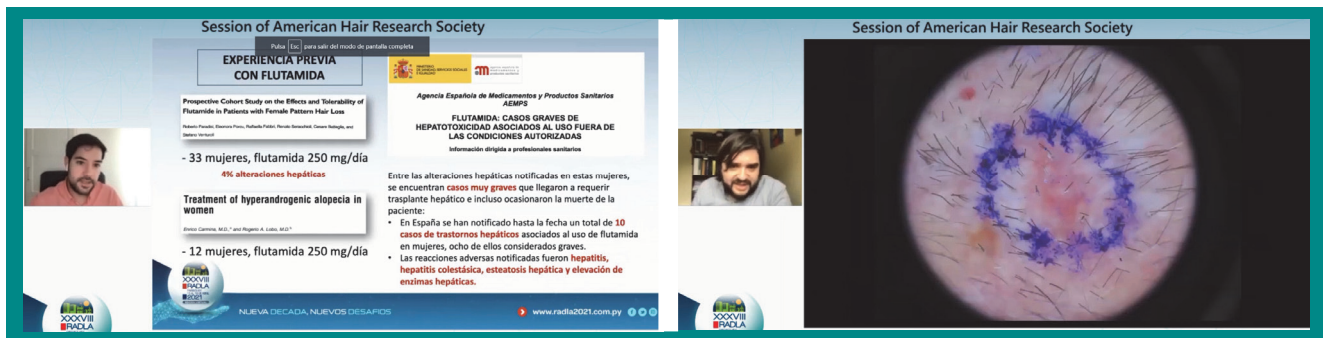 Session of American Hair Research Society
Pulsa Esc para salir del modo de pantalla completa
EXPERIENCIA PREVIA
CON FLUTAMIDA
Prospective Cohort Study on the Effects and Tolerability of
Flutamide in Patients with Female Pattern Hair Loss
- 33 mujeres, flutamida 250 mg/día
4% alteraciones hepáticas
Treatment of hyperandrogenic alopecia in
women
Enrico Carmina, M.D., and Rogerio A. Lobo, M.D.
- 12 mujeres, flutamida 250 mg/día
Agencia Española de Medicamentos y Productos Sanitarios
AEMPS
FLUTAMIDA: CASOS GRAVES DE
HEPATOTOXICIDAD ASOCIADOS AL USO FUERA DE
LAS CONDICIONES AUTORIZADAS
Información dirigida a profesionales sanitarios
Entre las alteraciones hepáticas notificadas en estas mujeres,
se encuentran casos muy graves que llegaron a requerir
trasplante hepático e incluso ocasionaron la muerte de la
paciente:
• En España se han notificado hasta la fecha un total de 10
casos de trastornos hepáticos asociados al uso de flutamida
en mujeres, ocho de ellos considerados graves.
• Las reacciones adversas notificadas fueron hepatitis,
hepatitis colestásica, esteatosis hepática y elevación de
enzimas hepáticas.
XXXVIII
RADLA
2021
XXXVIII
RADLA
NUEVA DECADA, NUEVOS DESAFIOS
www.radla2021.com.py
Session of American Hair Research Society
XXXVIII
RADLA